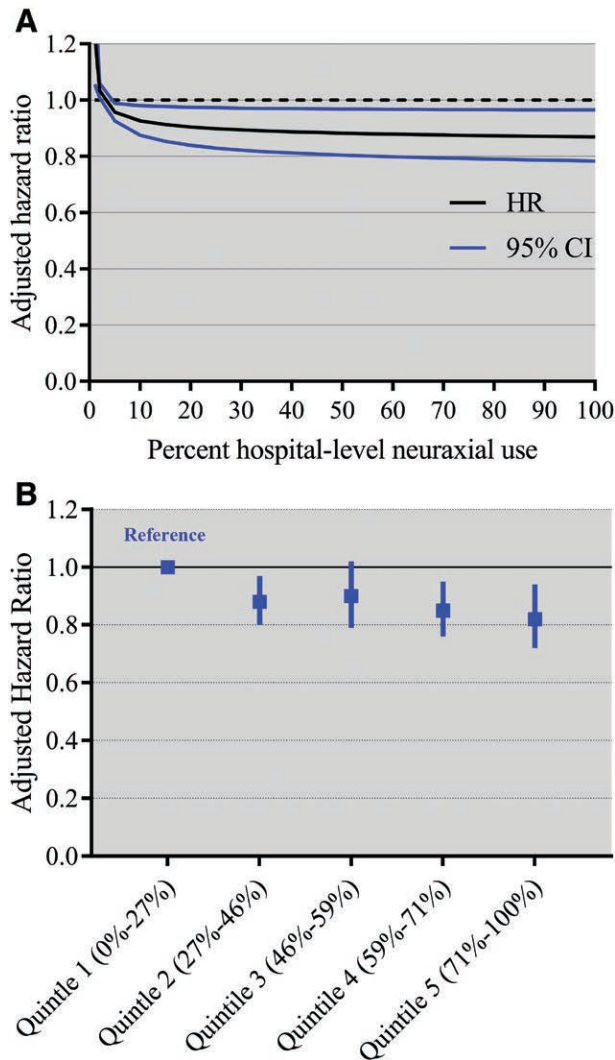 A
1.2
1.0
0.8
0.6
0.4
0.2
0.0
Adjusted hazard ratio
HR
95% CI
0 10 20 30 40 50 60 70 80 90 100
Percent hospital-level neuraxial use
B
1.2
1.0
0.8
0.6
0.4
0.2
0.0
Adjusted Hazard Ratio
Reference
Quintile 1 (0%-27%)
Quintile 2 (27%-46%)
Quintile 3 (46%-59%)
Quintile 4 (59%-71%)
Quintile 5 (71%-100%)